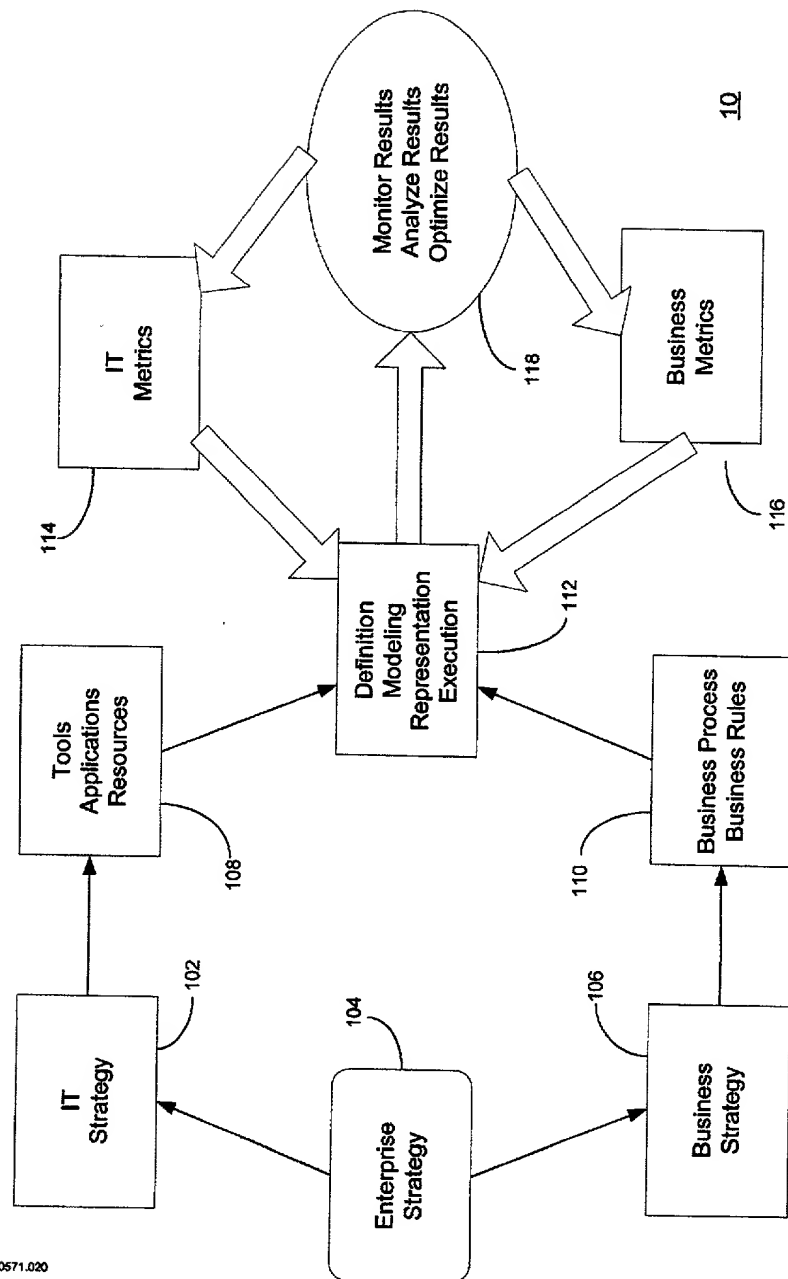 IT
Strategy
102
Tools
Applications
Resources
108
IT
Metrics
114
Enterprise
Strategy
104
Definition
Modeling
Representation
Execution
112
Monitor Results
Analyze Results
Optimize Results
118
Business
Strategy
106
Business Process
Business Rules
110
Business
Metrics
116
10
0571.020